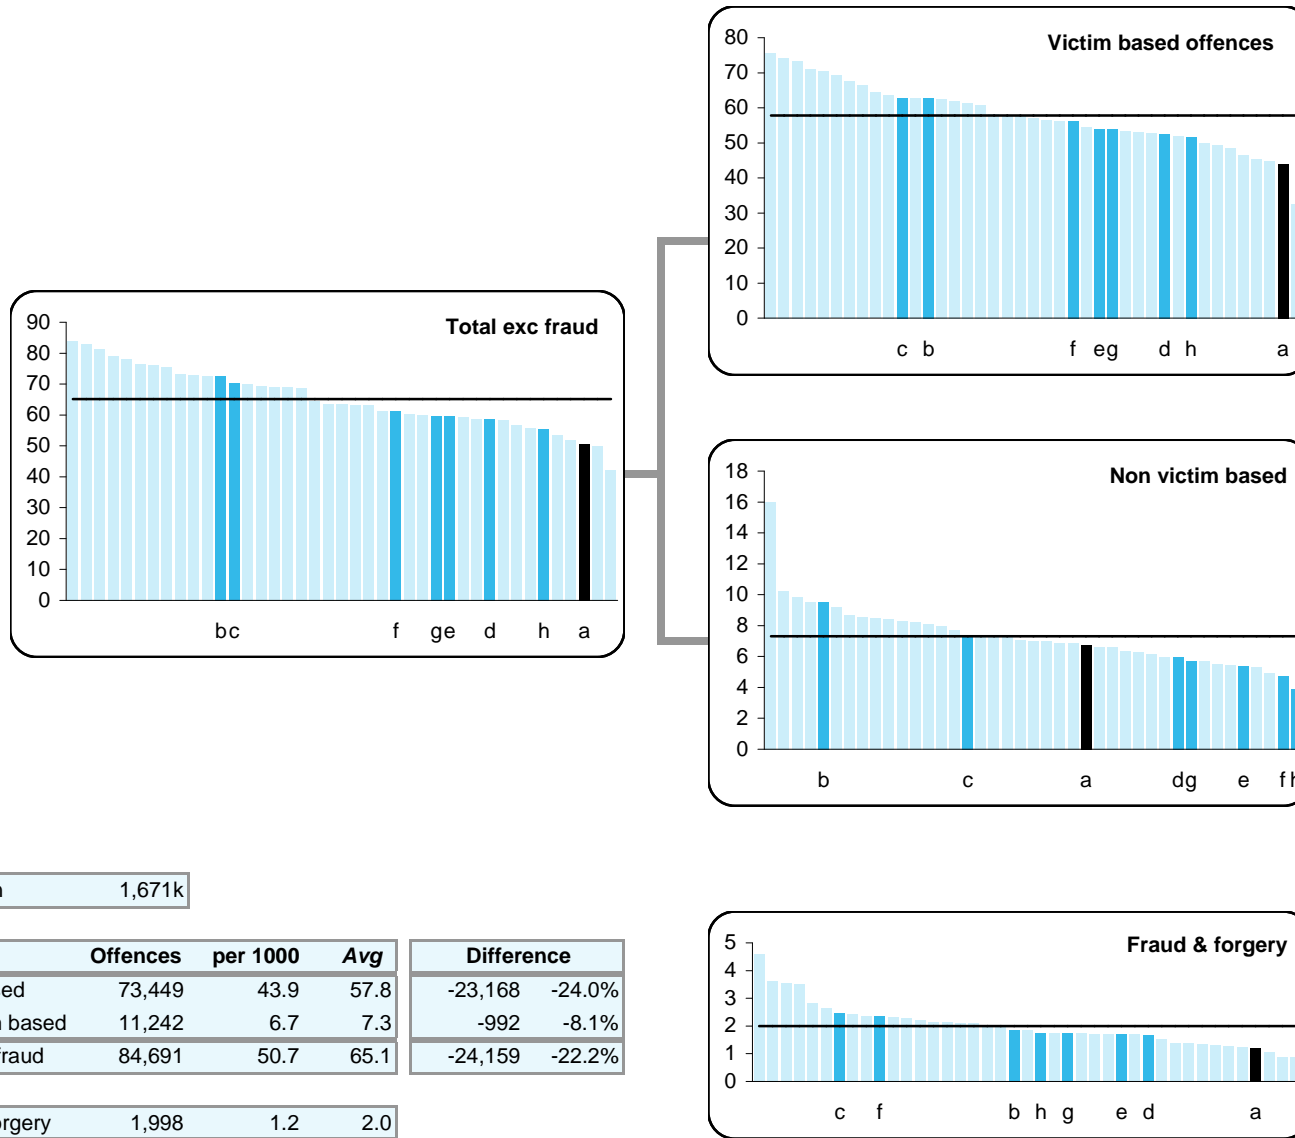 Victim based offences
80
70
60
50
40
30
20
10
0
c b f eg d h a
Total exc fraud
90
80
70
60
50
40
30
20
10
0
bc f ge d h a
Non victim based
18
16
14
12
10
8
6
4
2
0
b c a dg e f
1,671k
Offences per 1000 Avg Difference
73,449 43.9 57.8 -23,168 -24.0%
based 11,242 6.7 7.3 -992 -8.1%
fraud 84,691 50.7 65.1 -24,159 -22.2%
1,998 1.2 2.0
Fraud & forgery
5
4
3
2
1
0
c f b h g e d a